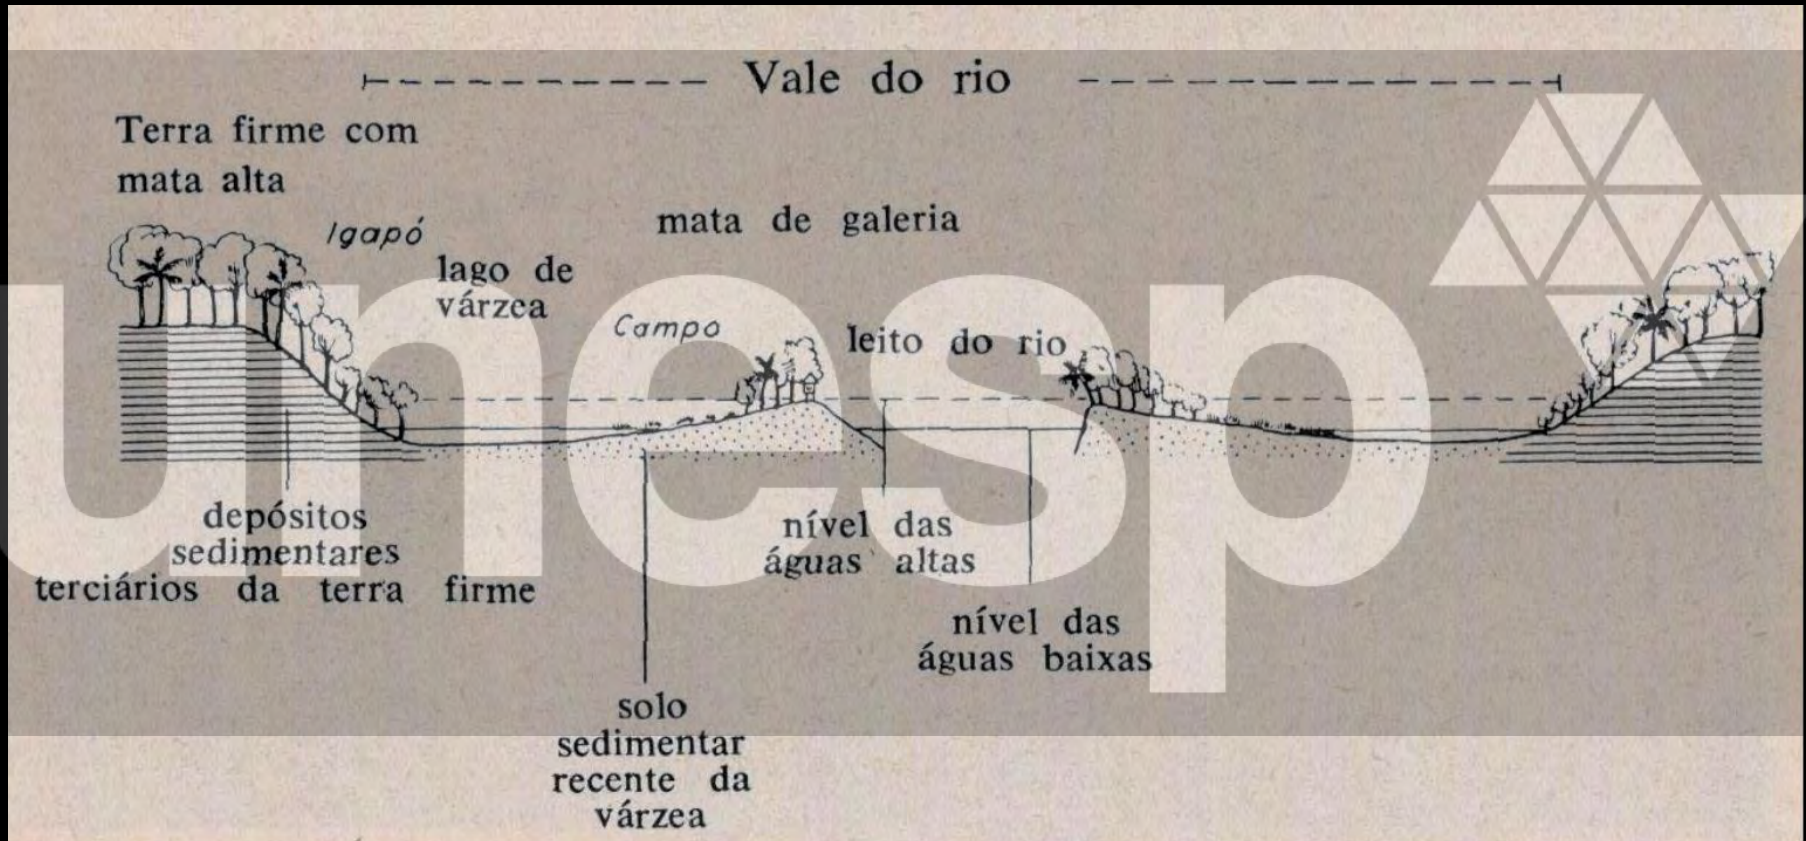 Vale do rio
Terra firme com
mata alta
Igapó
mata de galeria
lago de
várzea
Campo
leito do rio
depósitos
sedimentares
terciários da terra firme
nível das
águas altas
nível das
águas baixas
solo
sedimentar
recente da
várzea
unesp